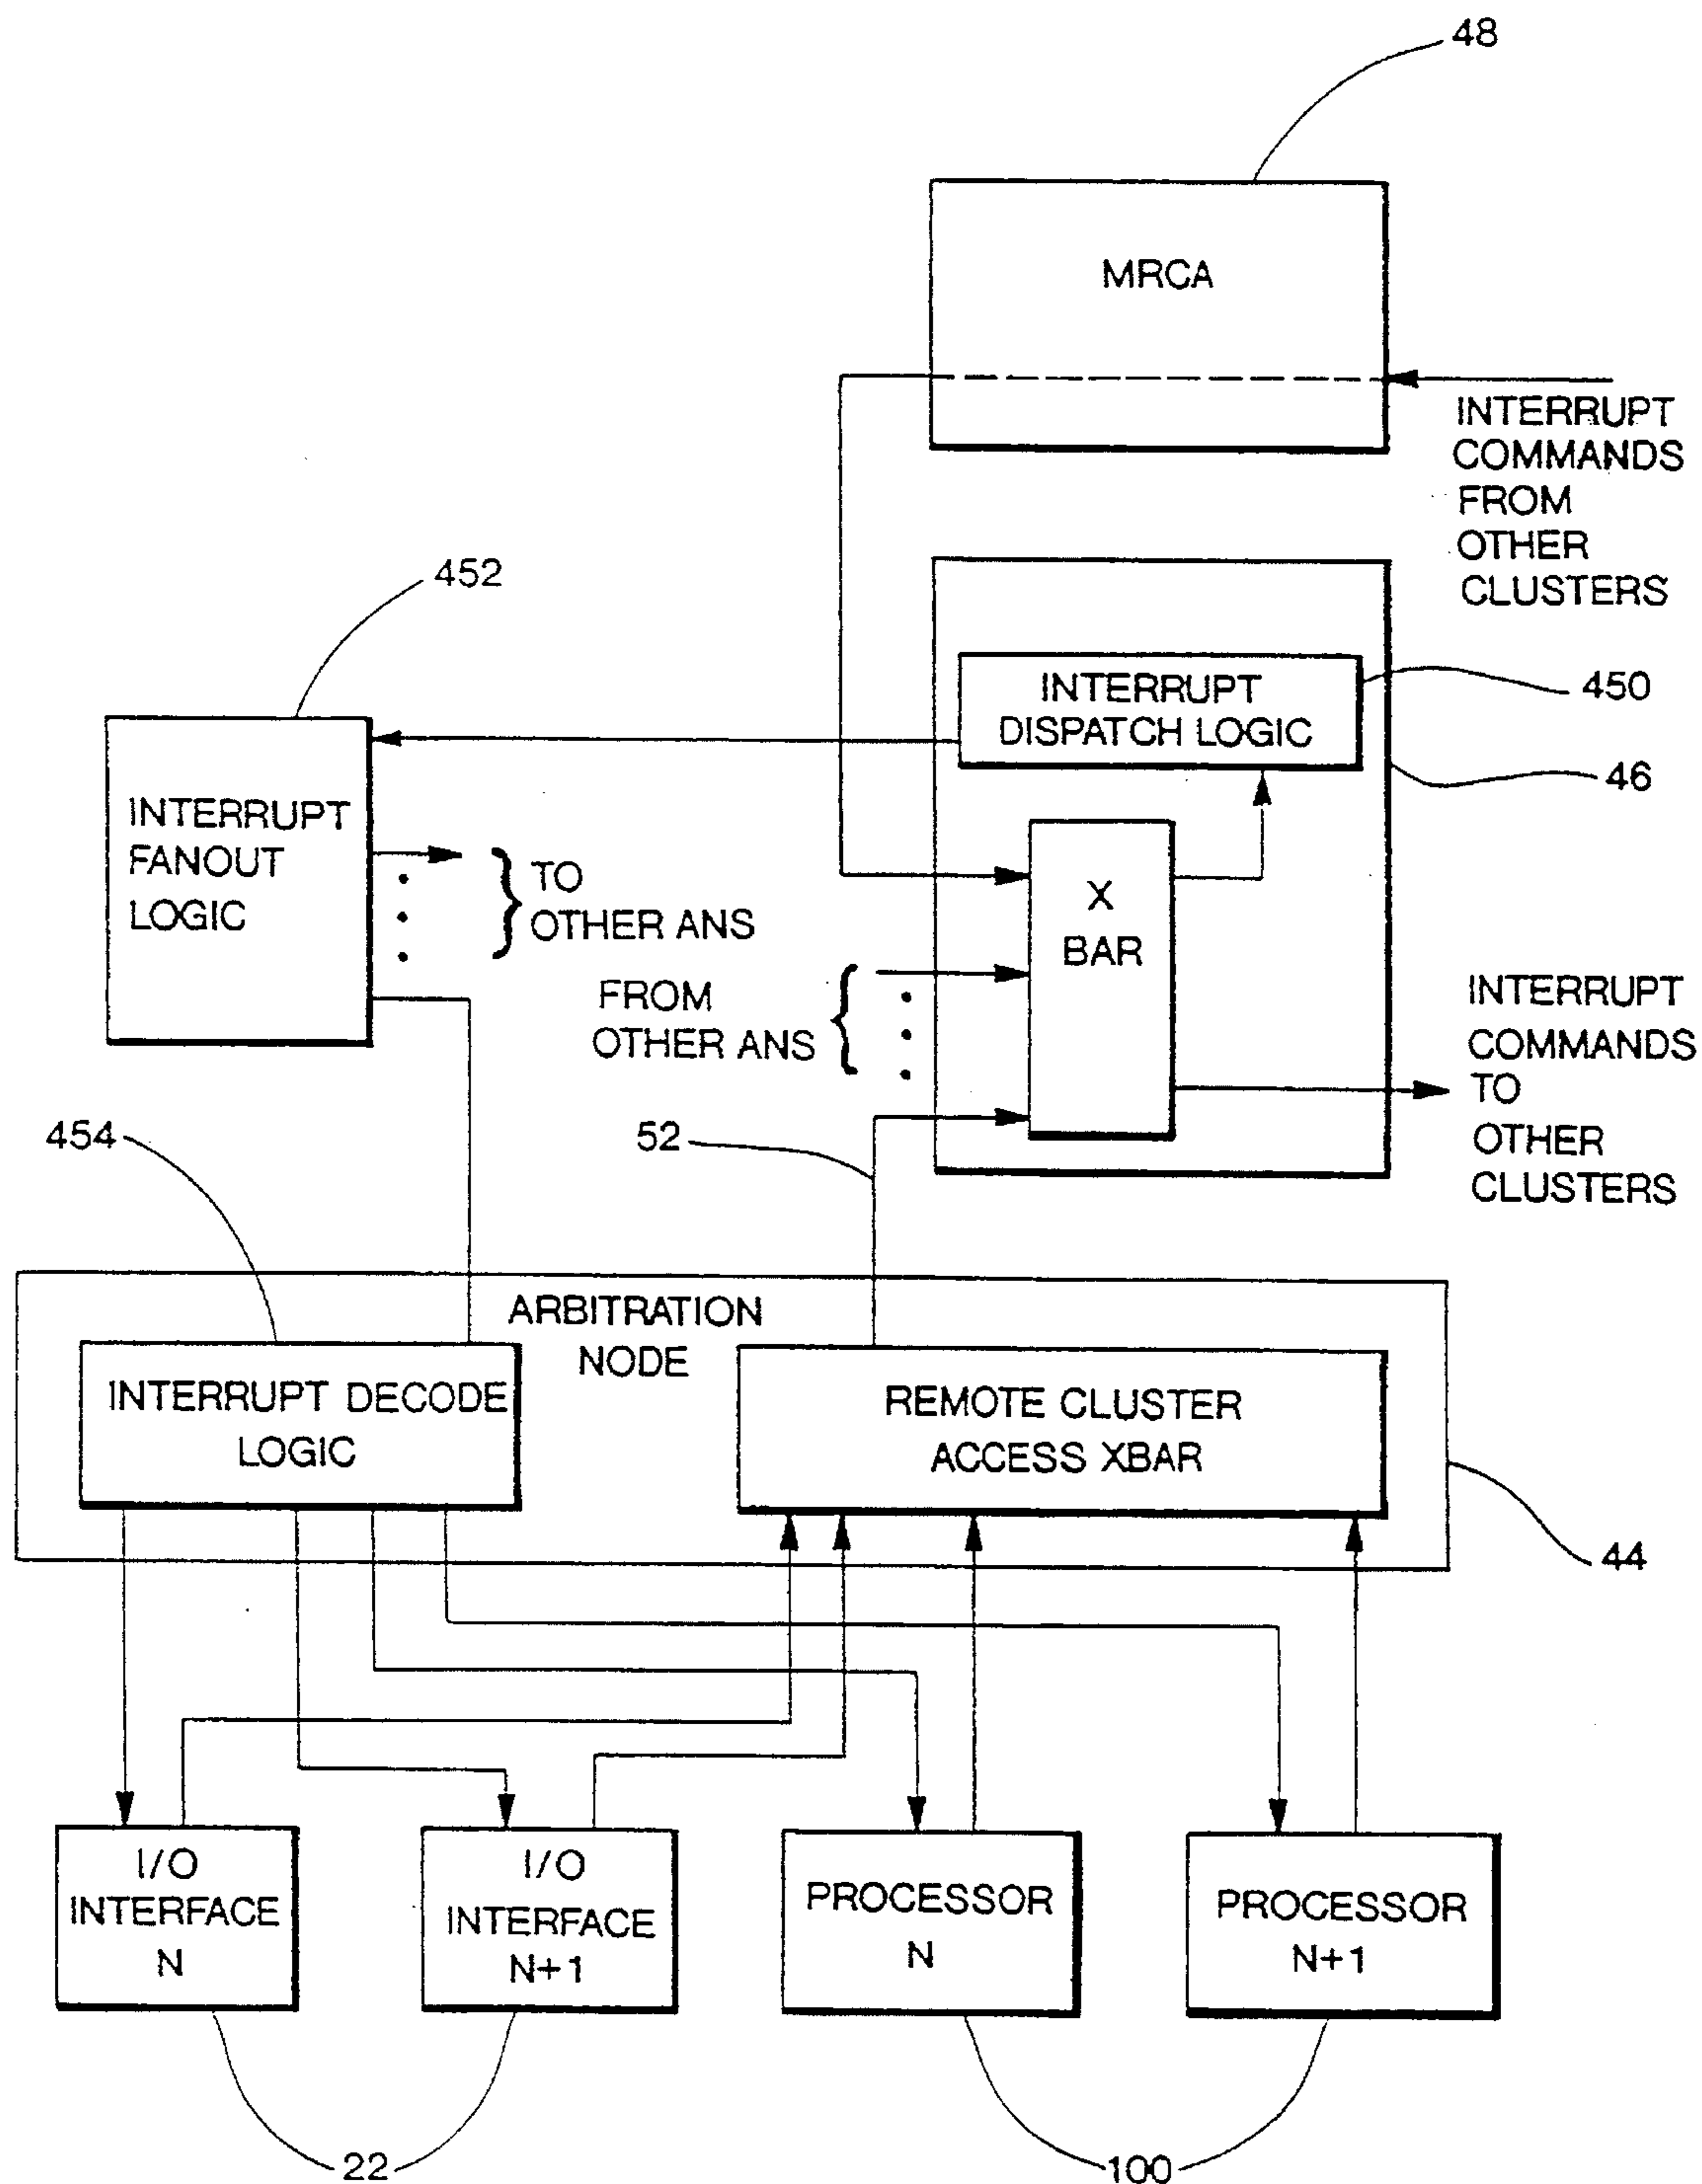 48
MRCA
INTERRUPT
COMMANDS
FROM
OTHER
CLUSTERS
452
INTERRUPT
DISPATCH LOGIC
450
46
INTERRUPT
FANOUT
LOGIC
TO
OTHER ANS
X
BAR
FROM
OTHER ANS
INTERRUPT
COMMANDS
TO
OTHER
CLUSTERS
454
52
ARBITRATION
NODE
INTERRUPT DECODE
LOGIC
REMOTE CLUSTER
ACCESS XBAR
44
I/O
INTERFACE
N
I/O
INTERFACE
N+1
PROCESSOR
N
PROCESSOR
N+1
22
100